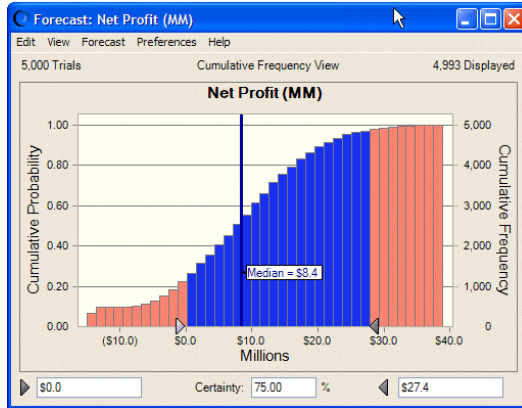 Forecast: Net Profit (MM)
Edit View Forecast Preferences Help
5,000 Trials Cumulative Frequency View 4,993 Displayed
Net Profit (MM)
1.00 5,000
0.80 4,000
0.60 3,000
0.40 2,000
0.20 1,000
0.00 0
Cumulative Probability
Cumulative Frequency
Median = $8.4
($10.0) $0.0 $10.0 $20.0 $30.0 $40.0
Millions
$0.0 Certainty: 75.00 % $27.4